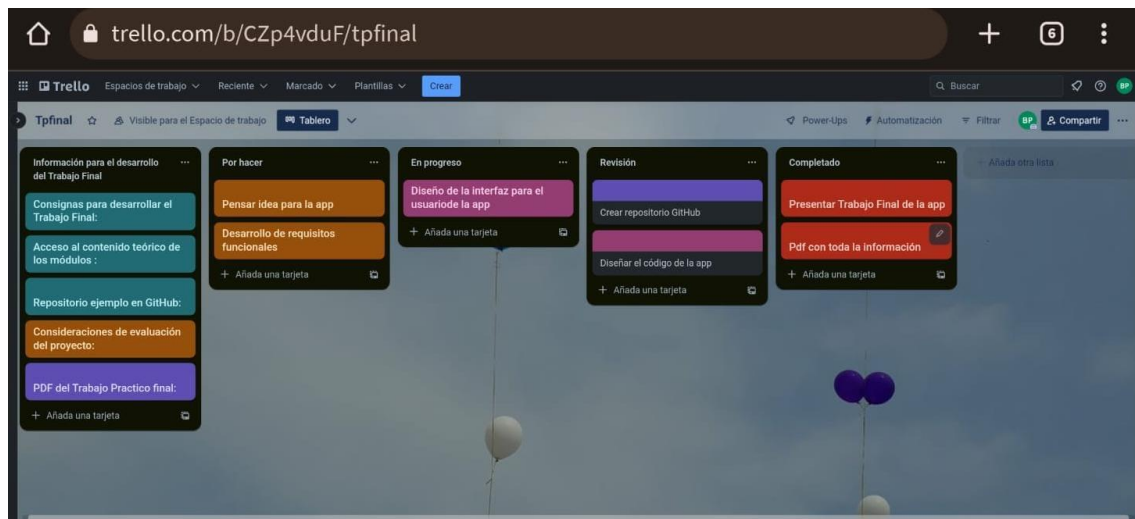 trello.com/b/CZp4vduF/tpfinal
6
Trello Espacios de trabajo Reciente Marcado Plantillas Crear Buscar BP
Tpfinal Visible para el Espacio de trabajo Tablero Power-Ups Automatización Filtrar BP Compartir
Información para el desarrollo
del Trabajo Final
Consignas para desarrollar el
Trabajo Final:
Acceso al contenido teórico de
los módulos :
Repositorio ejemplo en GitHub:
Consideraciones de evaluación
del proyecto:
PDF del Trabajo Practico final:
+ Añada una tarjeta
Por hacer
Pensar idea para la app
Desarrollo de requisitos
funcionales
+ Añada una tarjeta
En progreso
Diseño de la interfaz para el
usuariode la app
+ Añada una tarjeta
Revisión
Crear repositorio GitHub
Diseñar el código de la app
+ Añada una tarjeta
Completado
Presentar Trabajo Final de la app
Pdf con toda la información
+ Añada una tarjeta
+ Añada otra lista